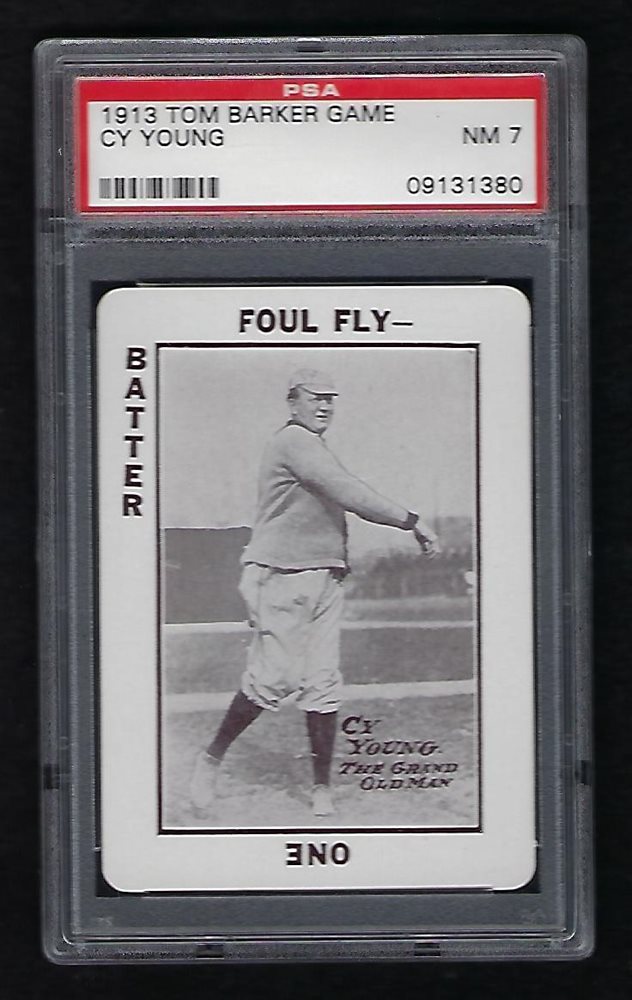 PSA
1913 TOM BARKER GAME
CY YOUNG NM 7
09131380
FOUL FLY—
BATTER
CY
YOUNG.
THE GRAND
OLD MAN
ONE